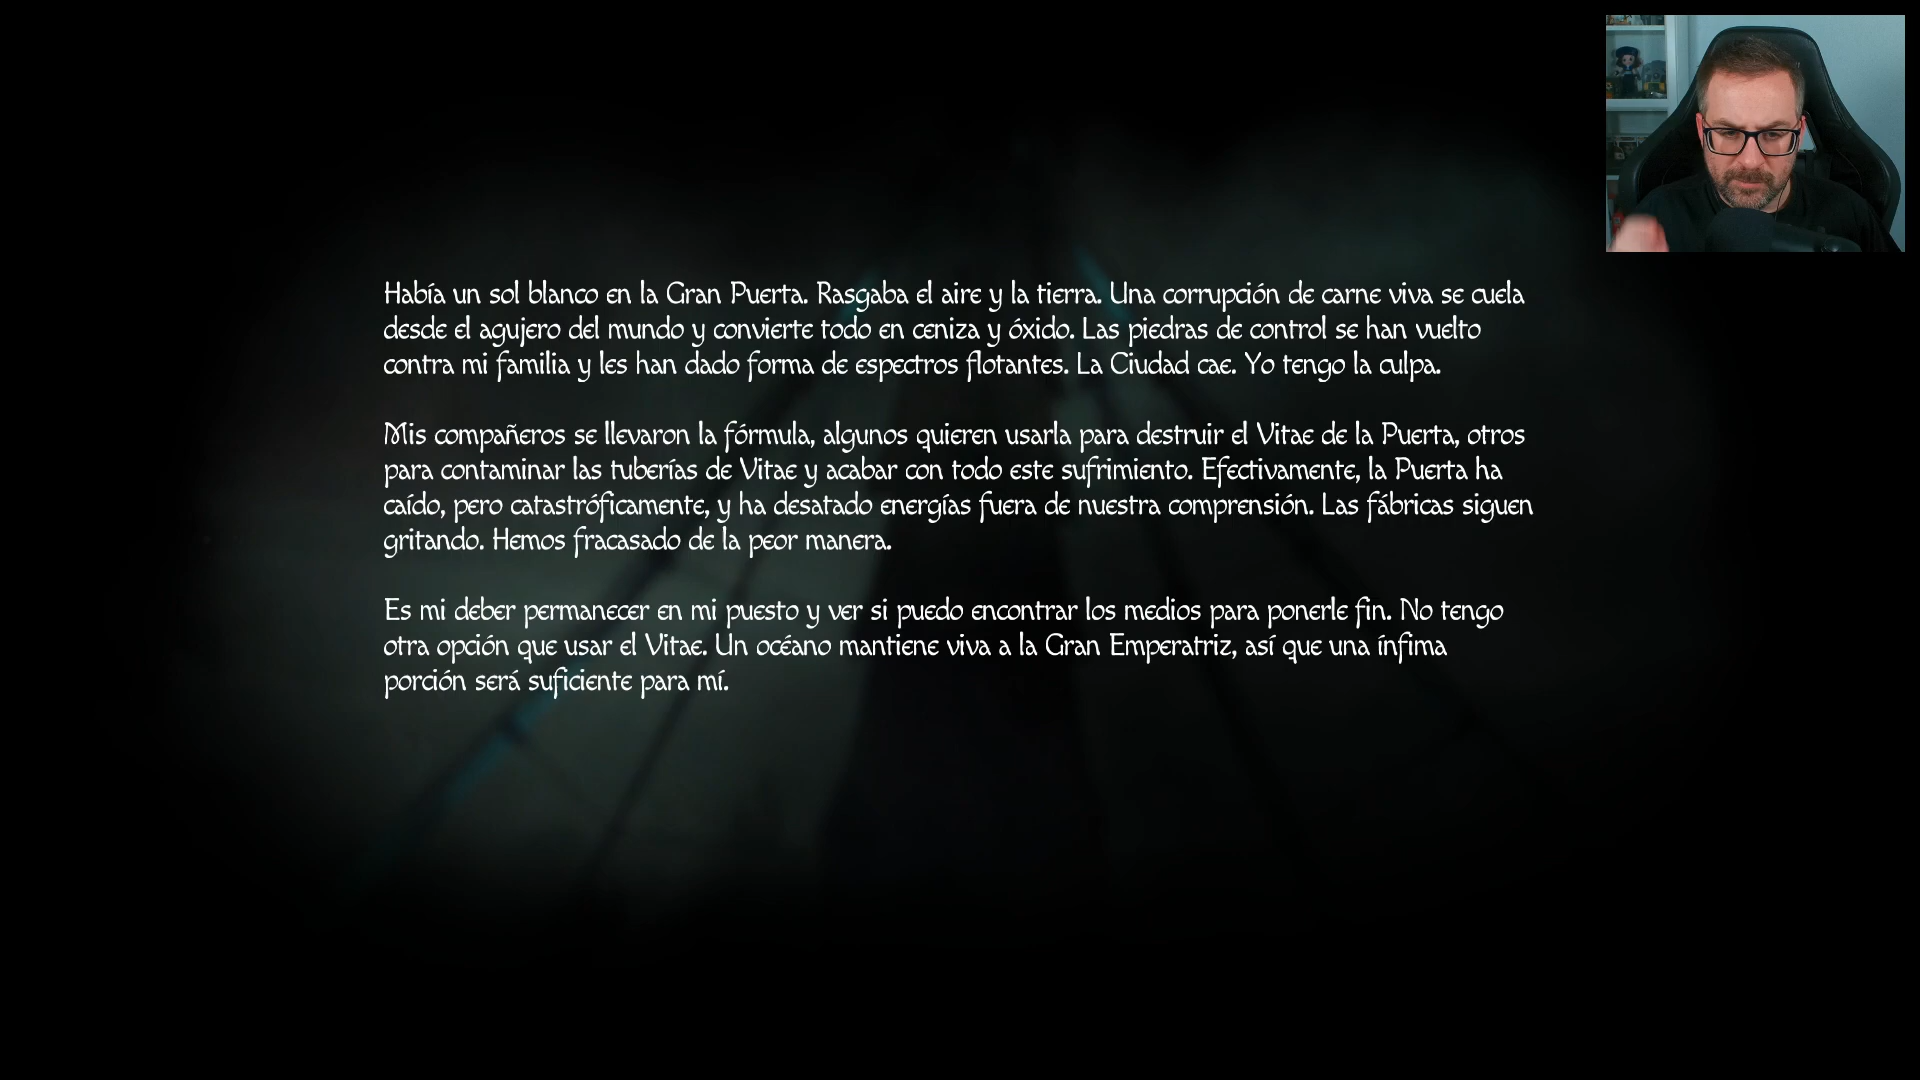 Había un sol blanco en la Gran Puerta. Rasgaba el aire y la tierra. Una corrupción de carne viva se cuela
desde el agujero del mundo y convierte todo en ceniza y óxido. Las piedras de control se han vuelto
contra mi familia y les han dado forma de espectros flotantes. La Ciudad cae. Yo tengo la culpa.
Mis compañeros se llevaron la fórmula, algunos quieren usarla para destruir el Vitae de la Puerta, otros
para contaminar las tuberías de Vitae y acabar con todo este sufrimiento. Efectivamente, la Puerta ha
caído, pero catastróficamente, y ha desatado energías fuera de nuestra comprensión. Las fábricas siguen
gritando. Hemos fracasado de la peor manera.
Es mi deber permanecer en mi puesto y ver si puedo encontrar los medios para ponerle fin. No tengo
otra opción que usar el Vitae. Un océano mantiene viva a la Gran Emperatriz, así que una ínfima
porción será suficiente para mí.